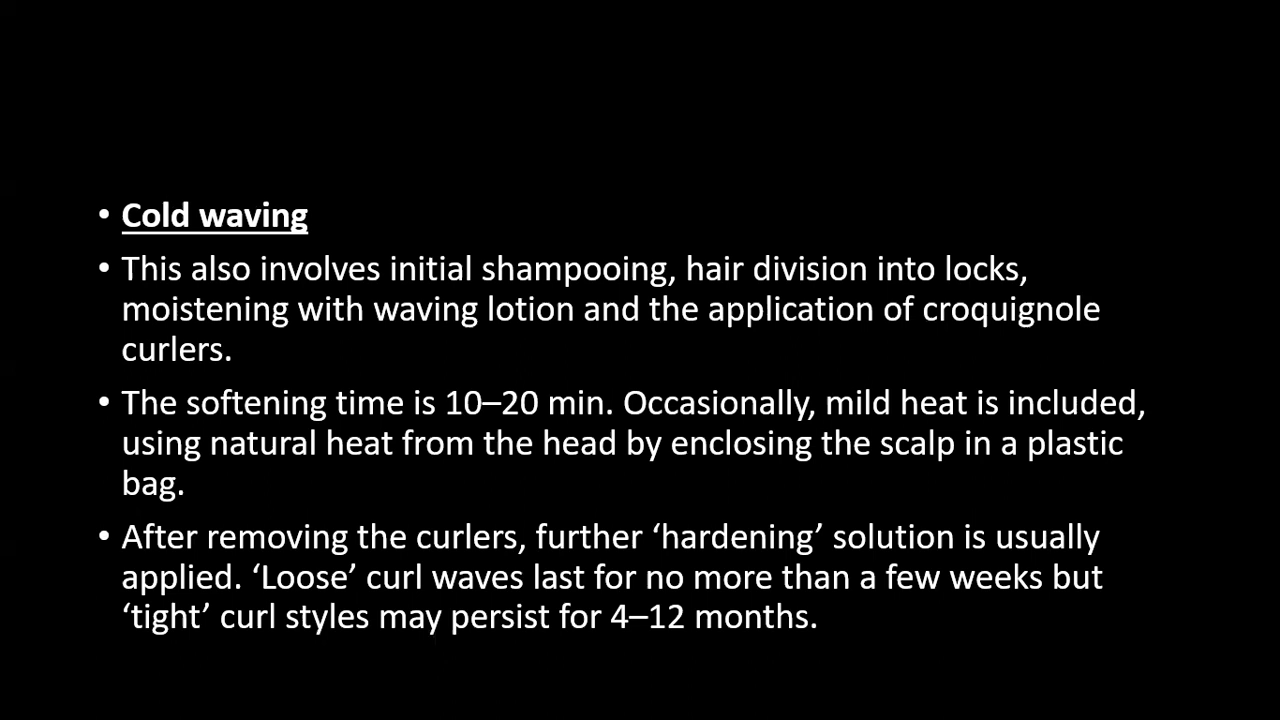 • Cold waving
• This also involves initial shampooing, hair division into locks,
moistening with waving lotion and the application of croquignole
curlers.
• The softening time is 10–20 min. Occasionally, mild heat is included,
using natural heat from the head by enclosing the scalp in a plastic
bag.
• After removing the curlers, further ‘hardening’ solution is usually
applied. ‘Loose’ curl waves last for no more than a few weeks but
‘tight’ curl styles may persist for 4–12 months.